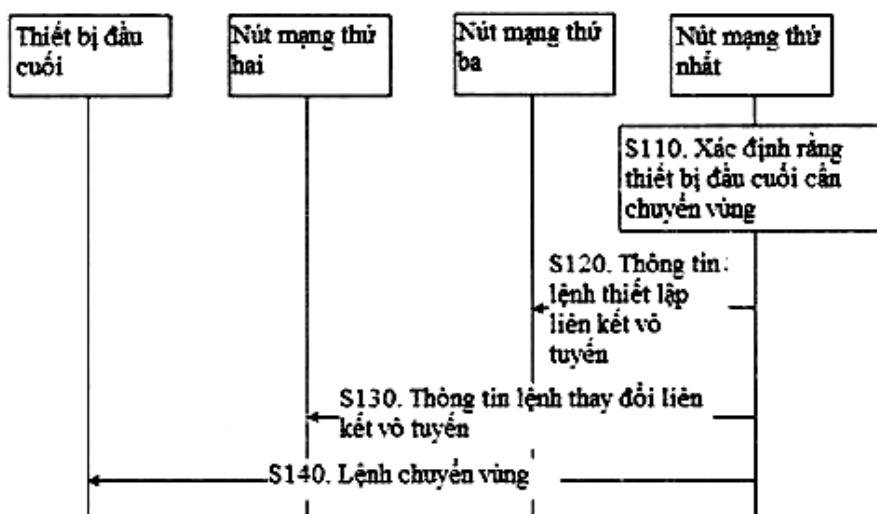 Thiết bị đầu
cuối
Nút mạng thứ
hai
Nút mạng thứ
ba
Nút mạng thứ
nhất
S110. Xác định rằng
thiết bị đầu cuối cần
chuyển vùng
S120. Thông tin
lệnh thiết lập
liên kết vô
tuyến
S130. Thông tin lệnh thay đổi liên
kết vô tuyến
S140. Lệnh chuyển vùng